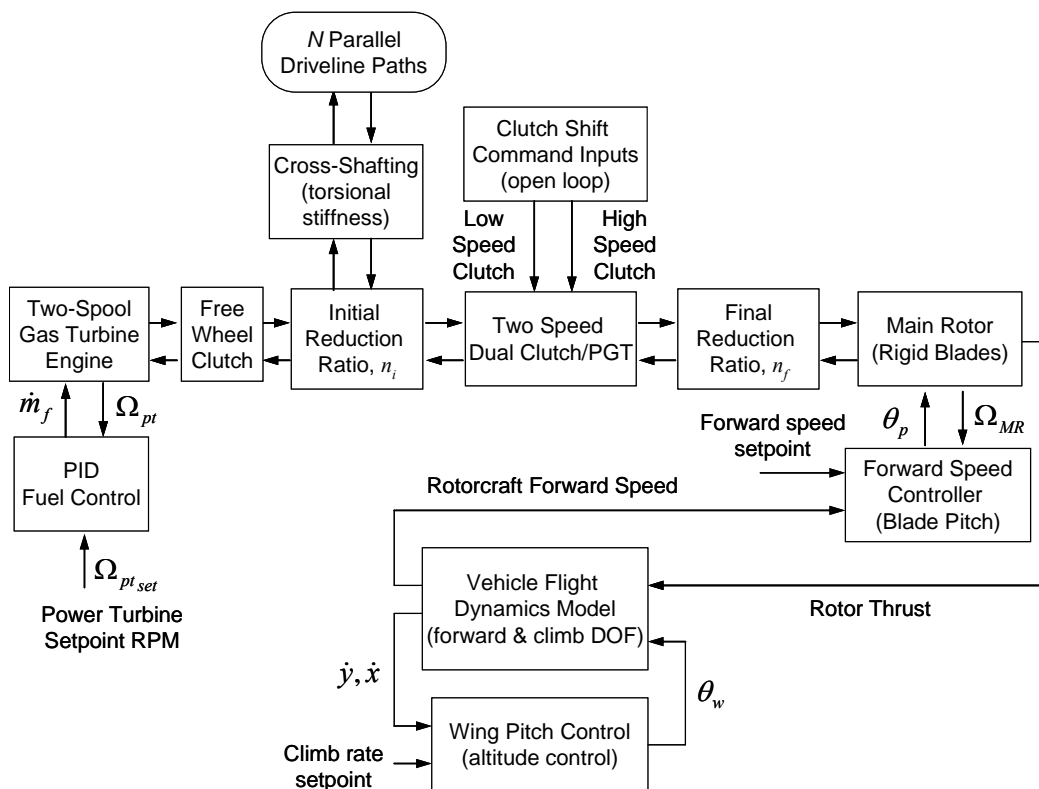 N Parallel
Driveline Paths
Cross-Shafting
(torsional
stiffness)
Clutch Shift
Command Inputs
(open loop)
Low
Speed
Clutch
High
Speed
Clutch
Two-Spool
Gas Turbine
Engine
Free
Wheel
Clutch
Initial
Reduction
Ratio, n_i
Two Speed
Dual Clutch/PGT
Final
Reduction
Ratio, n_f
Main Rotor
(Rigid Blades)
ṁ_f
Ω_pt
θ_p
Ω_MR
PID
Fuel Control
Forward speed
setpoint
Forward Speed
Controller
(Blade Pitch)
Rotorcraft Forward Speed
Ω_pt_set
Power Turbine
Setpoint RPM
Vehicle Flight
Dynamics Model
(forward & climb DOF)
Rotor Thrust
ẏ, ẋ
θ_w
Wing Pitch Control
(altitude control)
Climb rate
setpoint